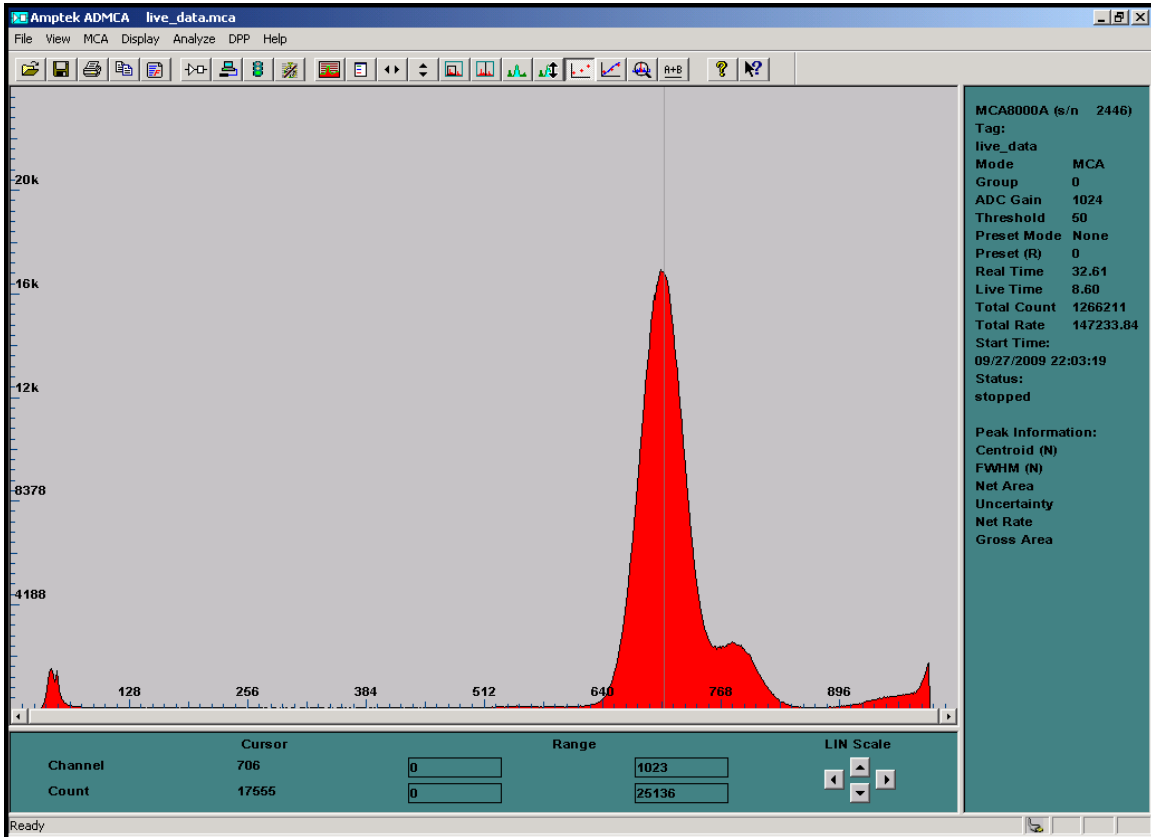 Amptek ADMCA live_data.mca
File View MCA Display Analyze DPP Help
A+B
20k
16k
12k
8378
4188
128 256 384 512 640 768 896
MCA8000A (s/n 2446)
Tag:
live_data
Mode MCA
Group 0
ADC Gain 1024
Threshold 50
Preset Mode None
Preset (R) 0
Real Time 32.61
Live Time 8.60
Total Count 1266211
Total Rate 147233.84
Start Time:
09/27/2009 22:03:19
Status:
stopped
Peak Information:
Centroid (N)
FWHM (N)
Net Area
Uncertainty
Net Rate
Gross Area
Cursor Range LIN Scale
Channel 706 0 1023
Count 17555 0 25136
Ready